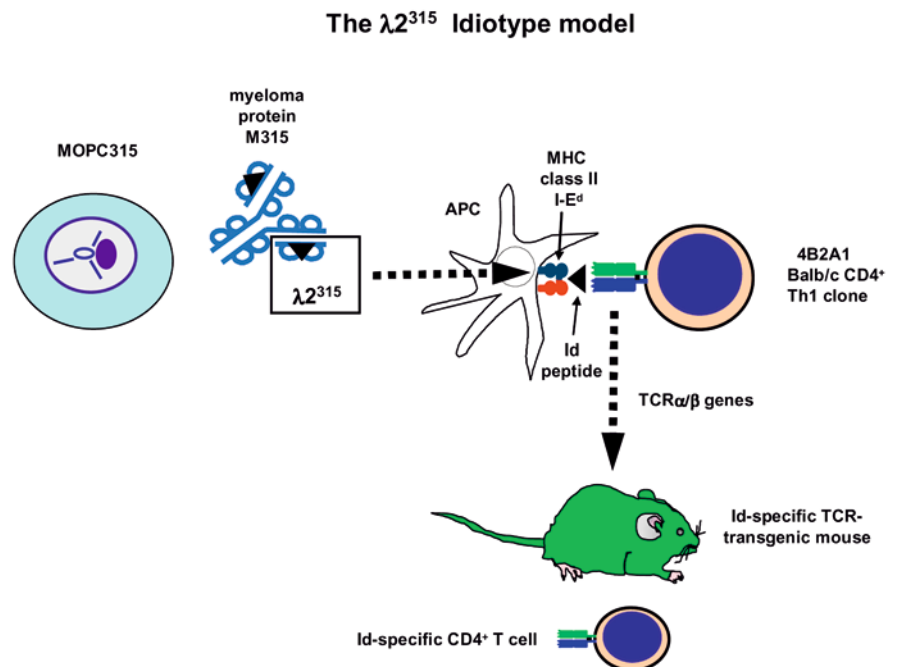 The λ2³¹⁵ Idiotype model
myeloma
protein
M315
MOPC315
MHC
class II
I-Eᵈ
APC
4B2A1
Balb/c CD4⁺
Th1 clone
λ2³¹⁵
Id
peptide
TCRα/β genes
Id-specific TCR-
transgenic mouse
Id-specific CD4⁺ T cell